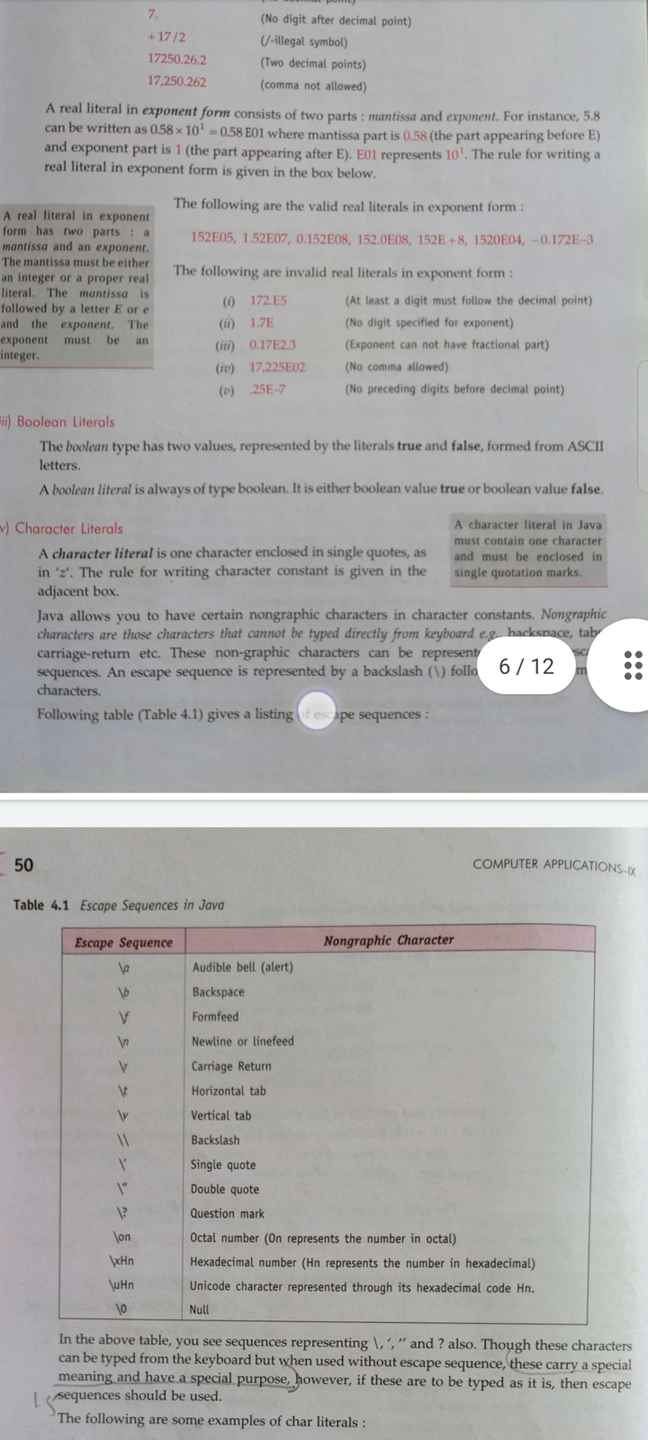 7.
(No digit after decimal point)
+ 17/2
(/-illegal symbol)
17250.26.2
(Two decimal points)
17,250.262
(comma not allowed)
A real literal in exponent form consists of two parts : mantissa and exponent. For instance, 5.8
can be written as 0.58 × 10¹ = 0.58 E01 where mantissa part is 0.58 (the part appearing before E)
and exponent part is 1 (the part appearing after E). E01 represents 10¹. The rule for writing a
real literal in exponent form is given in the box below.
A real literal in exponent
form has two parts : a
mantissa and an exponent.
The mantissa must be either
an integer or a proper real
literal. The mantissa is
followed by a letter E or e
and the exponent. The
exponent must be an
integer.
The following are the valid real literals in exponent form :
152E05, 1.52E07, 0.152E08, 152.0E08, 152E+8, 1520E04, –0.172E–3
The following are invalid real literals in exponent form :
(i) 172.E5 (At least a digit must follow the decimal point)
(ii) 1.7E (No digit specified for exponent)
(iii) 0.17E2.3 (Exponent can not have fractional part)
(iv) 17,225E02 (No comma allowed)
(v) .25E–7 (No preceding digits before decimal point)
iii) Boolean Literals
The boolean type has two values, represented by the literals true and false, formed from ASCII
letters.
A boolean literal is always of type boolean. It is either boolean value true or boolean value false.
v) Character Literals
A character literal is one character enclosed in single quotes, as
in 'z'. The rule for writing character constant is given in the
adjacent box.
A character literal in Java
must contain one character
and must be enclosed in
single quotation marks.
Java allows you to have certain nongraphic characters in character constants. Nongraphic
characters are those characters that cannot be typed directly from keyboard e.g., backspace, tabs
carriage-return etc. These non-graphic characters can be represent
sequences. An escape sequence is represented by a backslash (\) follo
characters.
6 / 12
Following table (Table 4.1) gives a listing of escape sequences :
50
COMPUTER APPLICATIONS–IX
Table 4.1 Escape Sequences in Java
Escape Sequence Nongraphic Character
\a Audible bell (alert)
\b Backspace
\f Formfeed
\n Newline or linefeed
\r Carriage Return
\t Horizontal tab
\v Vertical tab
\\ Backslash
\' Single quote
\" Double quote
\? Question mark
\on Octal number (On represents the number in octal)
\xHn Hexadecimal number (Hn represents the number in hexadecimal)
\uHn Unicode character represented through its hexadecimal code Hn.
\0 Null
In the above table, you see sequences representing \, ', " and ? also. Though these characters
can be typed from the keyboard but when used without escape sequence, these carry a special
meaning and have a special purpose, however, if these are to be typed as it is, then escape
sequences should be used.
The following are some examples of char literals :